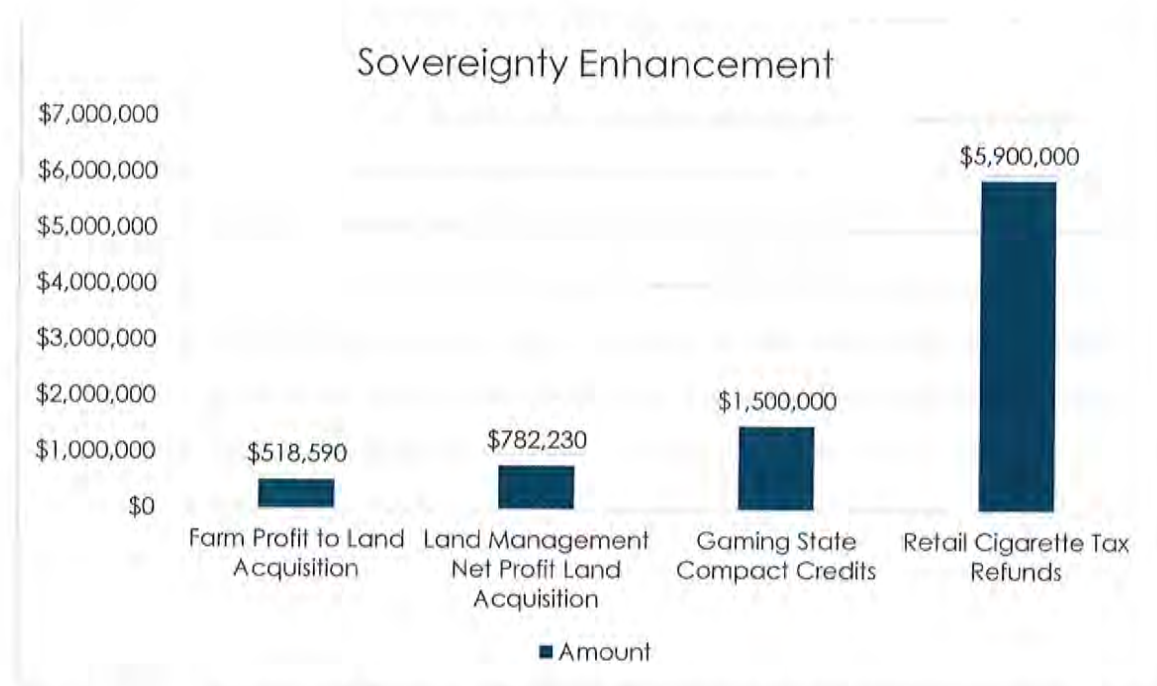 Sovereignty Enhancement
$7,000,000
$6,000,000
$5,000,000
$4,000,000
$3,000,000
$2,000,000
$1,000,000
$0
$518,590
$782,230
$1,500,000
$5,900,000
Farm Profit to Land
Acquisition
Land Management
Net Profit Land
Acquisition
Gaming State
Compact Credits
Retail Cigarette Tax
Refunds
Amount